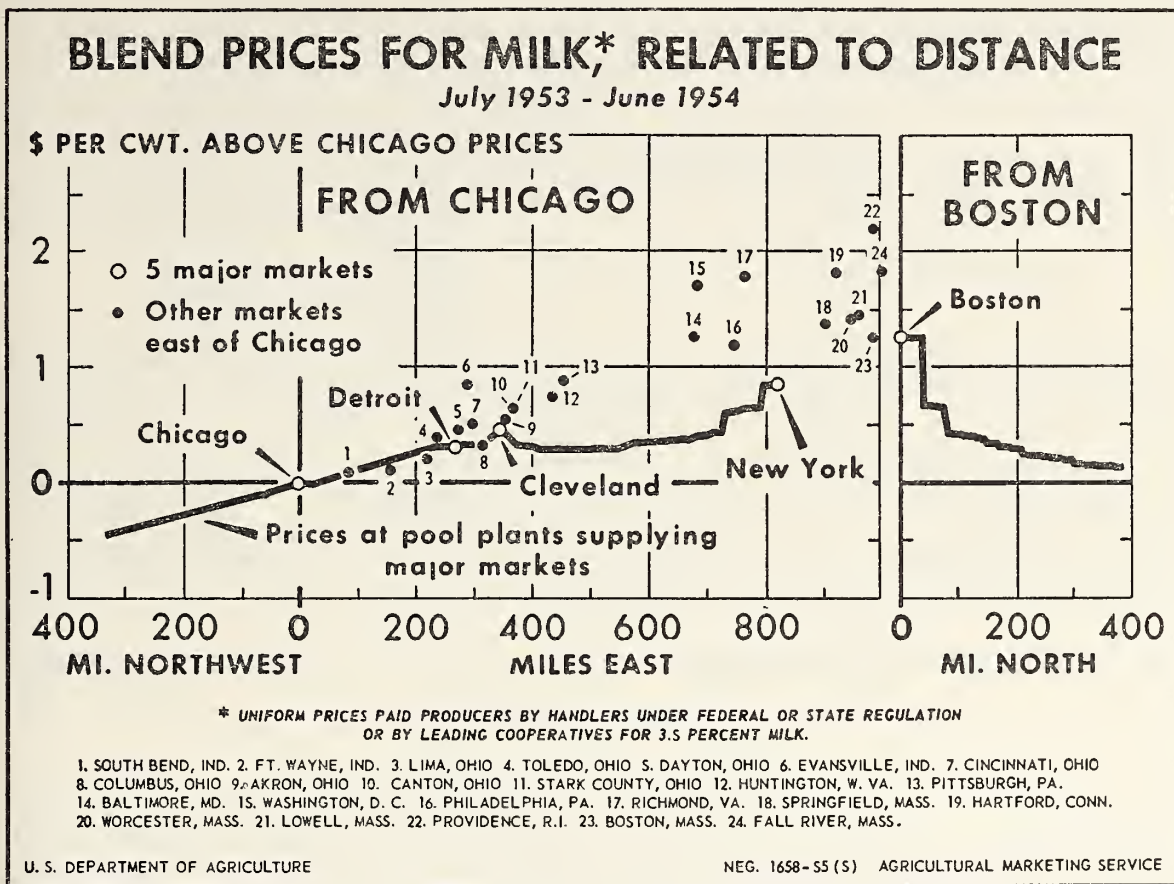 BLEND PRICES FOR MILK,* RELATED TO DISTANCE
July 1953 - June 1954
$ PER CWT. ABOVE CHICAGO PRICES
FROM CHICAGO
FROM
BOSTON
5 major markets
Other markets
east of Chicago
Chicago
Detroit
Cleveland
New York
Boston
Prices at pool plants supplying
major markets
2
1
0
-1
1
2
3
4
5
6
7
8
9
10
11
12
13
14
15
16
17
18
19
20
21
22
23
24
400 200 0 200 400 600 800
MI. NORTHWEST MILES EAST
0 200 400
MI. NORTH
* UNIFORM PRICES PAID PRODUCERS BY HANDLERS UNDER FEDERAL OR STATE REGULATION
OR BY LEADING COOPERATIVES FOR 3.5 PERCENT MILK.
1. SOUTH BEND, IND. 2. FT. WAYNE, IND. 3. LIMA, OHIO 4. TOLEDO, OHIO 5. DAYTON, OHIO 6. EVANSVILLE, IND. 7. CINCINNATI, OHIO
8. COLUMBUS, OHIO 9. AKRON, OHIO 10. CANTON, OHIO 11. STARK COUNTY, OHIO 12. HUNTINGTON, W. VA. 13. PITTSBURGH, PA.
14. BALTIMORE, MD. 15. WASHINGTON, D. C. 16. PHILADELPHIA, PA. 17. RICHMOND, VA. 18. SPRINGFIELD, MASS. 19. HARTFORD, CONN.
20. WORCESTER, MASS. 21. LOWELL, MASS. 22. PROVIDENCE, R.I. 23. BOSTON, MASS. 24. FALL RIVER, MASS.
U. S. DEPARTMENT OF AGRICULTURE
NEG. 1658-55 (S) AGRICULTURAL MARKETING SERVICE